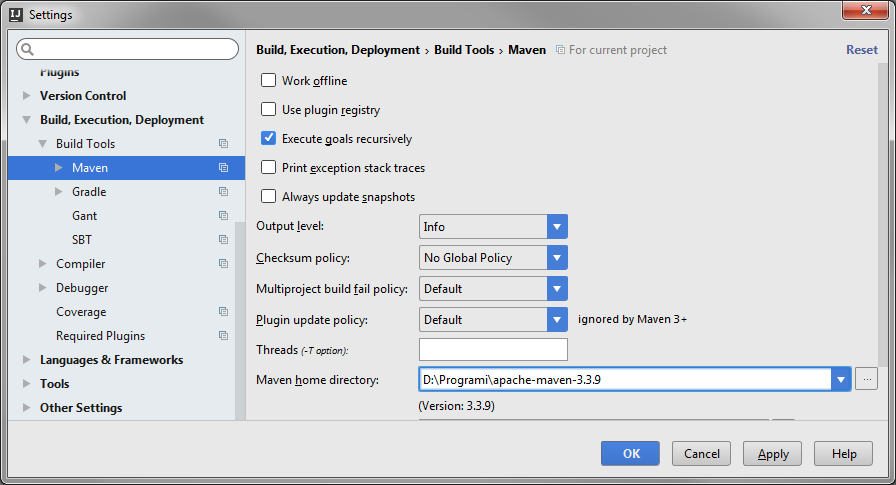 Settings
Plugins
Version Control
Build, Execution, Deployment
Build Tools
Maven
Gradle
Gant
SBT
Compiler
Debugger
Coverage
Required Plugins
Languages & Frameworks
Tools
Other Settings
Build, Execution, Deployment › Build Tools › Maven For current project Reset
Work offline
Use plugin registry
Execute goals recursively
Print exception stack traces
Always update snapshots
Output level: Info
Checksum policy: No Global Policy
Multiproject build fail policy: Default
Plugin update policy: Default ignored by Maven 3+
Threads (-T option):
Maven home directory: D:\Programi\apache-maven-3.3.9 ...
(Version: 3.3.9)
OK Cancel Apply Help